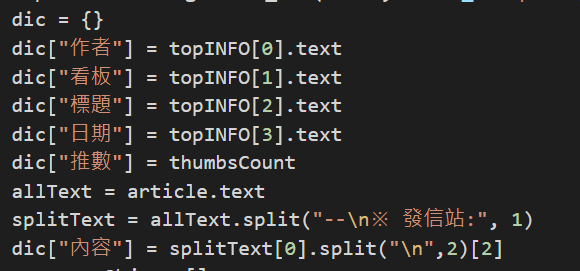 dic = {}
dic["作者"] = topINFO[0].text
dic["看板"] = topINFO[1].text
dic["標題"] = topINFO[2].text
dic["日期"] = topINFO[3].text
dic["推數"] = thumbsCount
allText = article.text
splitText = allText.split("--\n※ 發信站:", 1)
dic["內容"] = splitText[0].split("\n",2)[2]